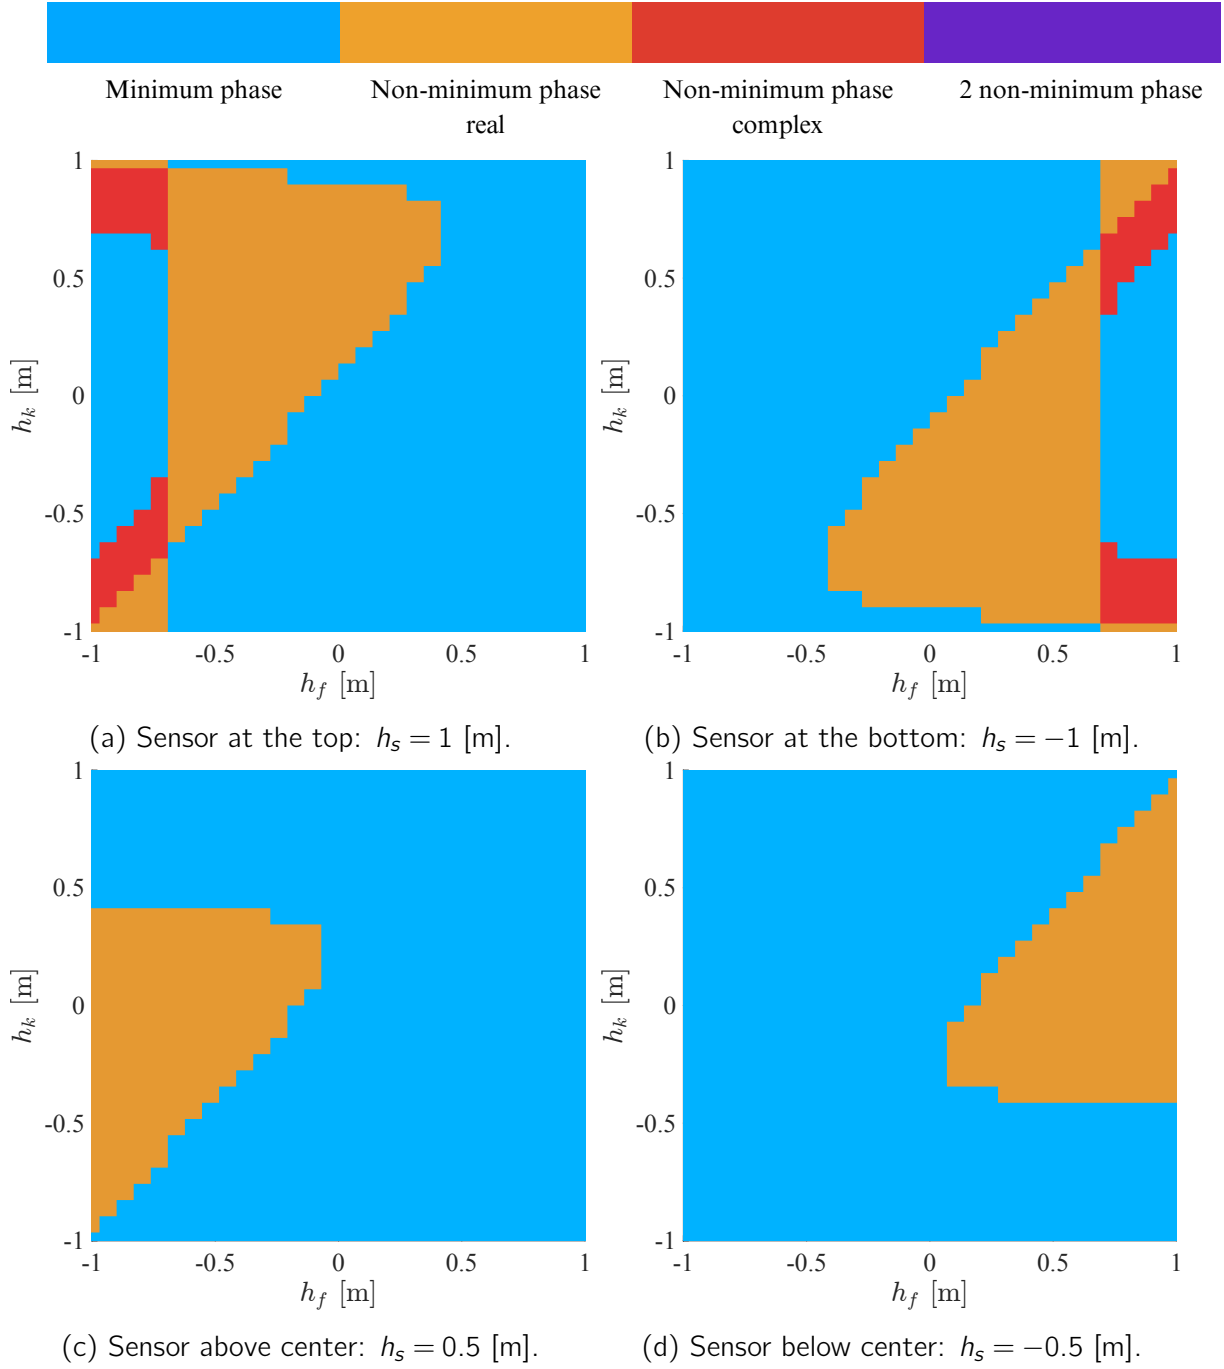 Minimum phase
Non-minimum phase
real
Non-minimum phase
complex
2 non-minimum phase
1
0.5
0
-0.5
-1
h_k [m]
-1
-0.5
0
0.5
1
h_f [m]
(a) Sensor at the top: h_s = 1 [m].
1
0.5
0
-0.5
-1
h_k [m]
-1
-0.5
0
0.5
1
h_f [m]
(b) Sensor at the bottom: h_s = −1 [m].
1
0.5
0
-0.5
-1
h_k [m]
-1
-0.5
0
0.5
1
h_f [m]
(c) Sensor above center: h_s = 0.5 [m].
1
0.5
0
-0.5
-1
h_k [m]
-1
-0.5
0
0.5
1
h_f [m]
(d) Sensor below center: h_s = −0.5 [m].